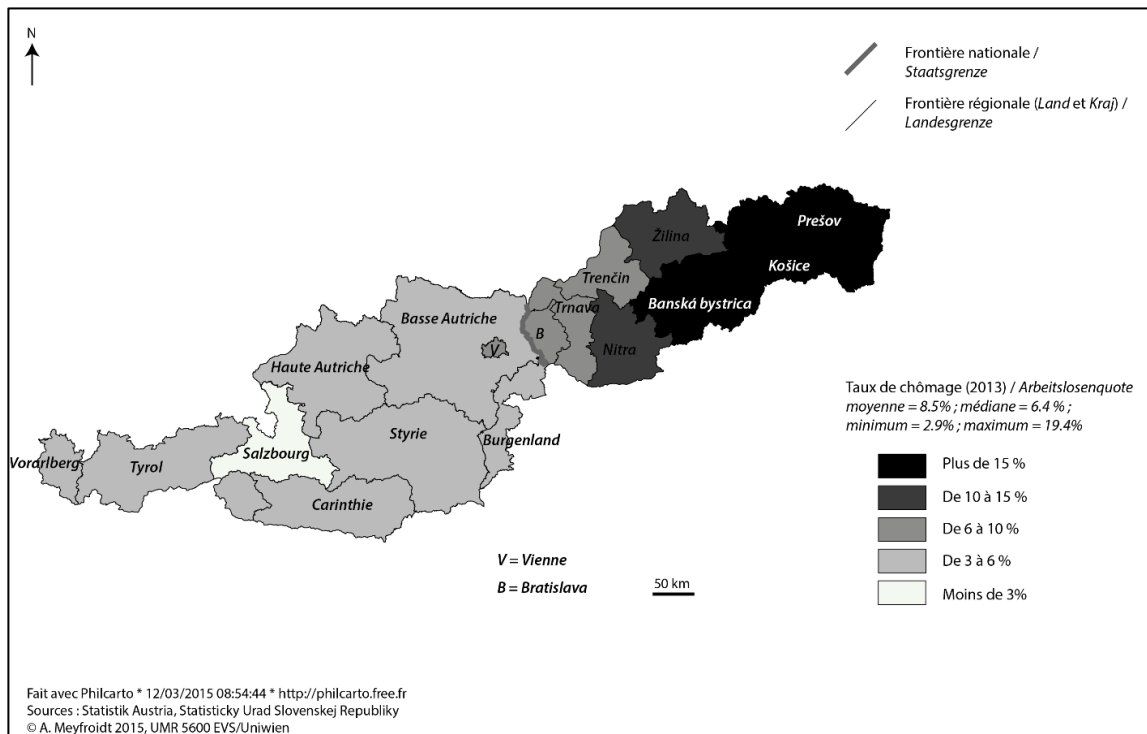 N
Frontière nationale /
Staatsgrenze
Frontière régionale (Land et Kraj) /
Landesgrenze
Prešov
Žilina
Košice
Trenčin
Banská bystrica
Trnava
Basse Autriche
B
V
Nitra
Haute Autriche
Taux de chômage (2013) / Arbeitslosenquote
moyenne = 8.5% ; médiane = 6.4 % ;
minimum = 2.9% ; maximum = 19.4%
Styrie
Burgenland
Salzbourg
Vorarlberg
Tyrol
Carinthie
Plus de 15 %
De 10 à 15 %
De 6 à 10 %
De 3 à 6 %
Moins de 3%
V = Vienne
B = Bratislava
50 km
Fait avec Philcarto * 12/03/2015 08:54:44 * http://philcarto.free.fr
Sources : Statistik Austria, Statisticky Urad Slovenskej Republiky
© A. Meyfroidt 2015, UMR 5600 EVS/Uniwien